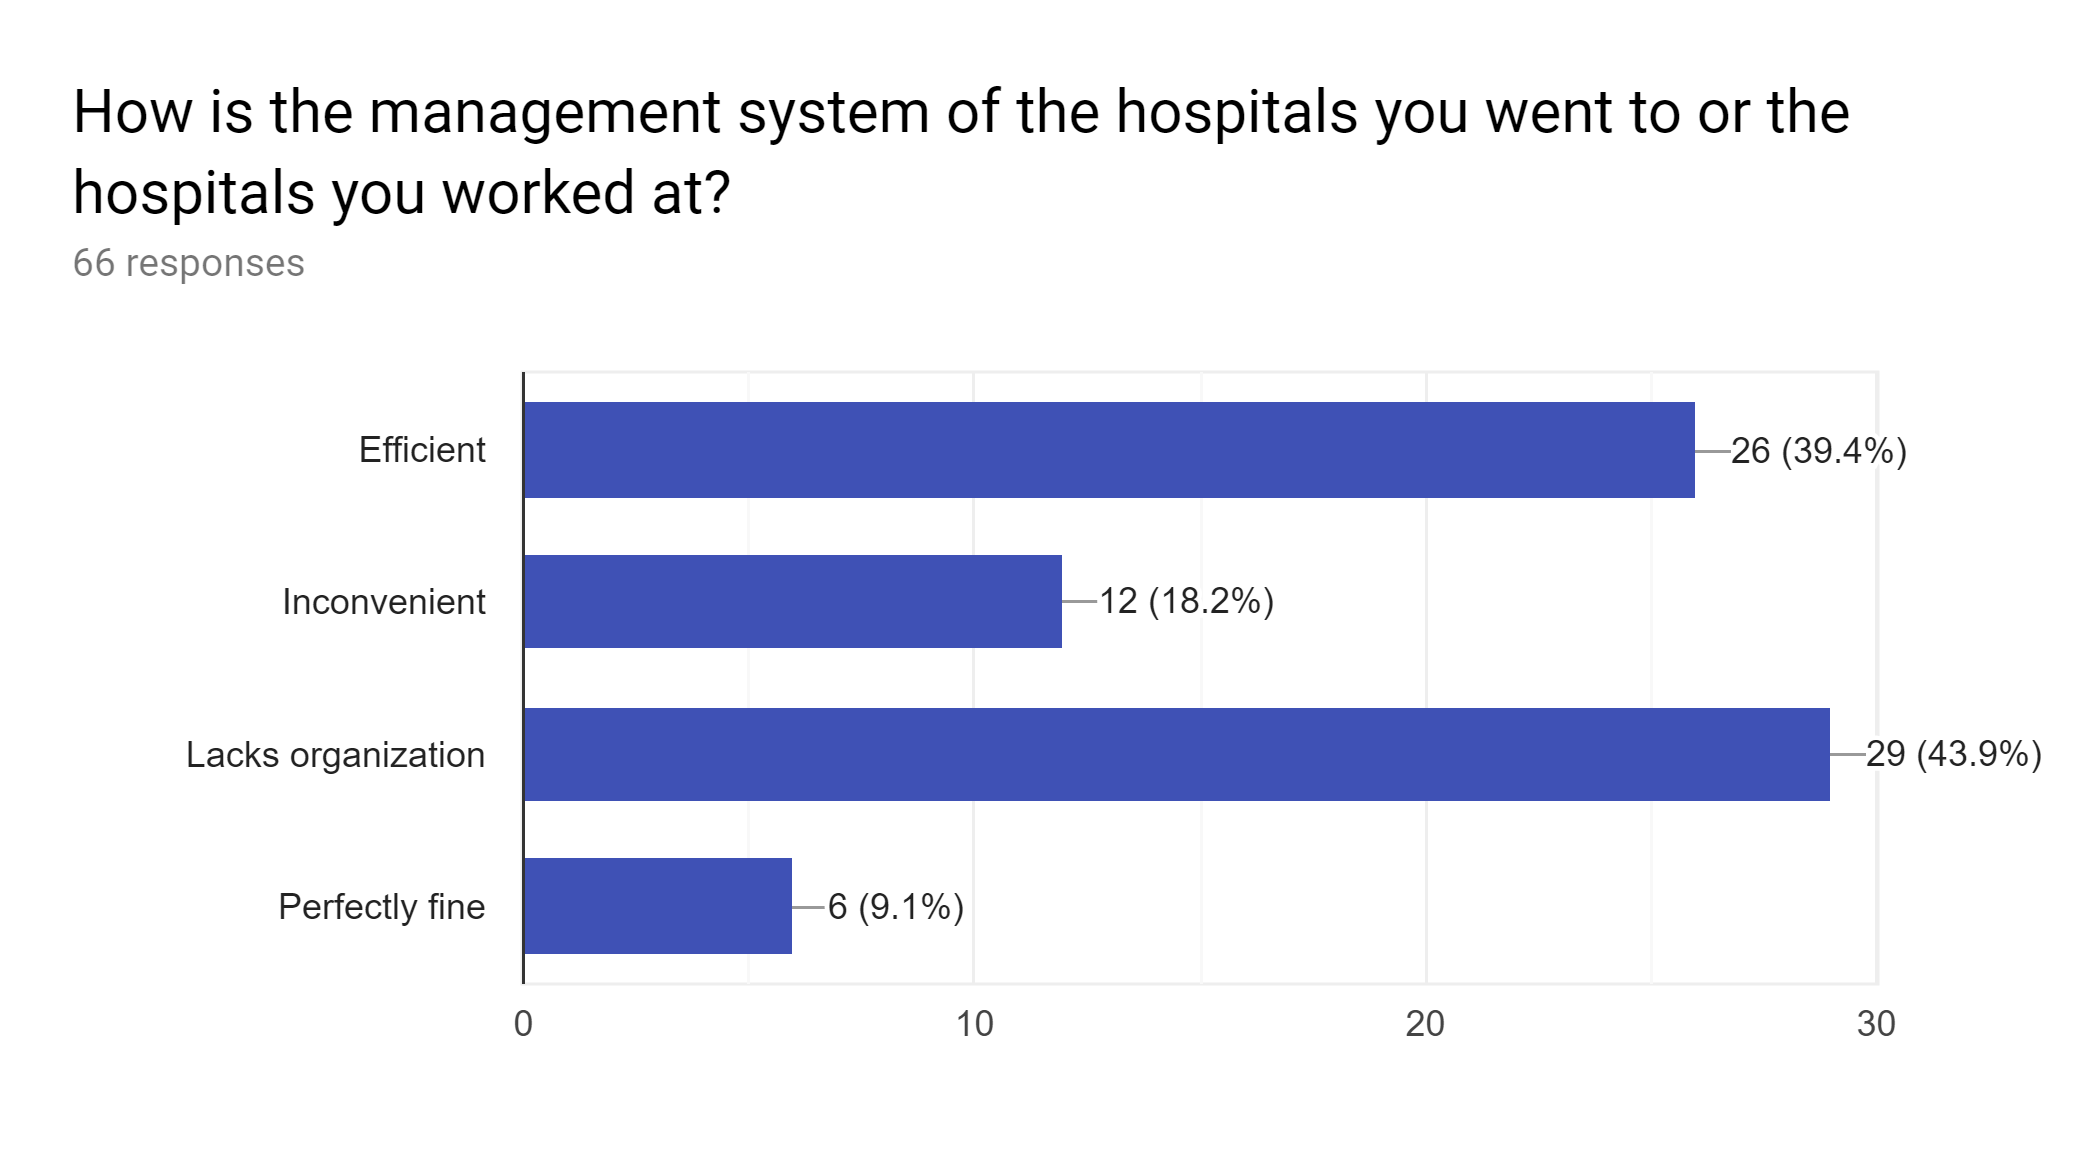 How is the management system of the hospitals you went to or the
hospitals you worked at?
66 responses
Efficient
26 (39.4%)
Inconvenient
12 (18.2%)
Lacks organization
29 (43.9%)
Perfectly fine
6 (9.1%)
0 10 20 30